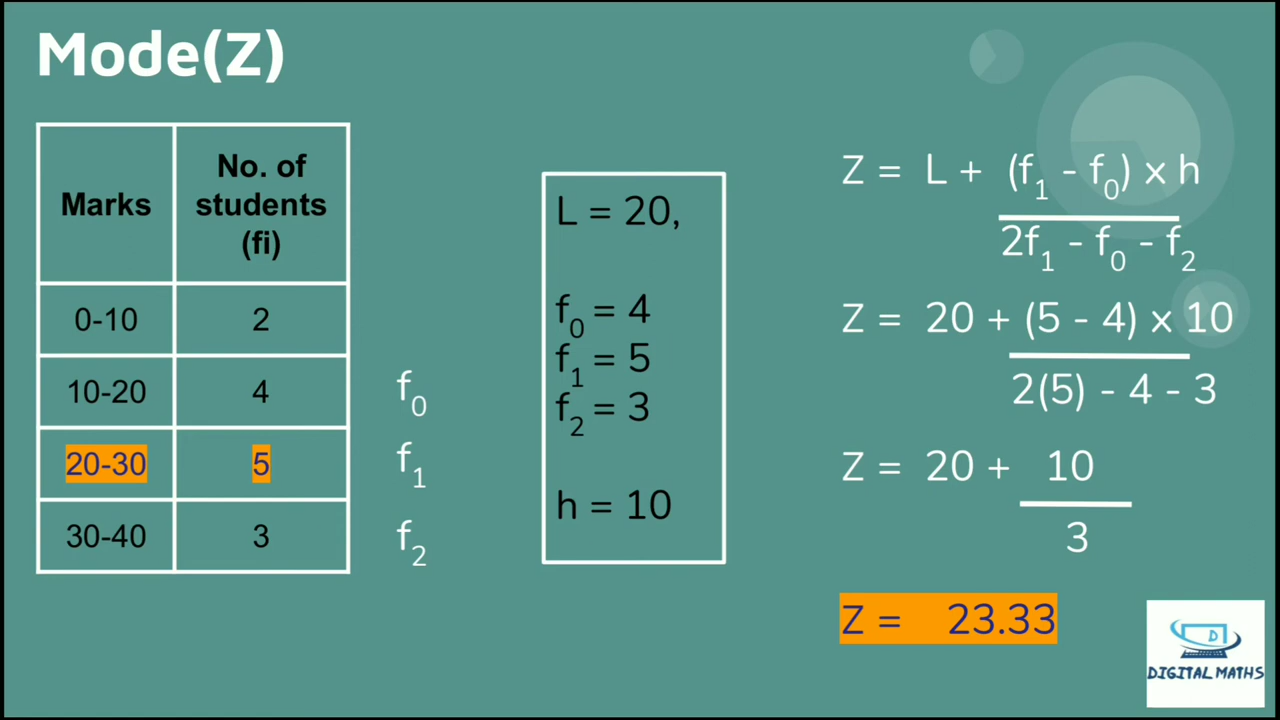 Mode(Z)
Marks
No. of
students
(fi)
0-10 2
10-20 4 f₀
20-30 5 f₁
30-40 3 f₂
L = 20,
f₀ = 4
f₁ = 5
f₂ = 3
h = 10
Z = L + (f₁ - f₀) x h
2f₁ - f₀ - f₂
Z = 20 + (5 - 4) x 10
2(5) - 4 - 3
Z = 20 + 10
3
Z = 23.33
D
DIGITAL MATHS